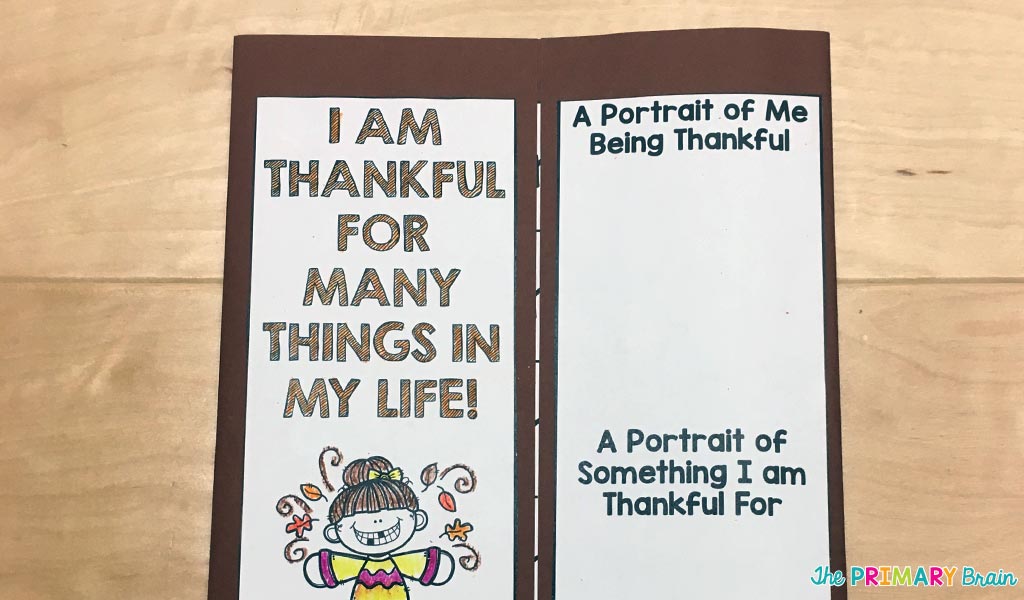 I AM
THANKFUL
FOR
MANY
THINGS IN
MY LIFE!
A Portrait of Me
Being Thankful
A Portrait of
Something I am
Thankful For
The PRIMARY Brain